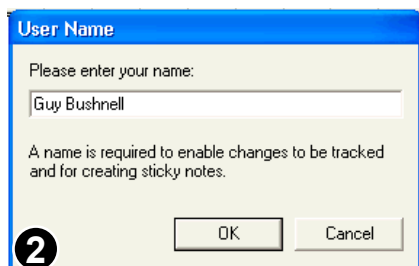 User Name
Please enter your name:
Guy Bushnell
A name is required to enable changes to be tracked
and for creating sticky notes.
OK Cancel
2